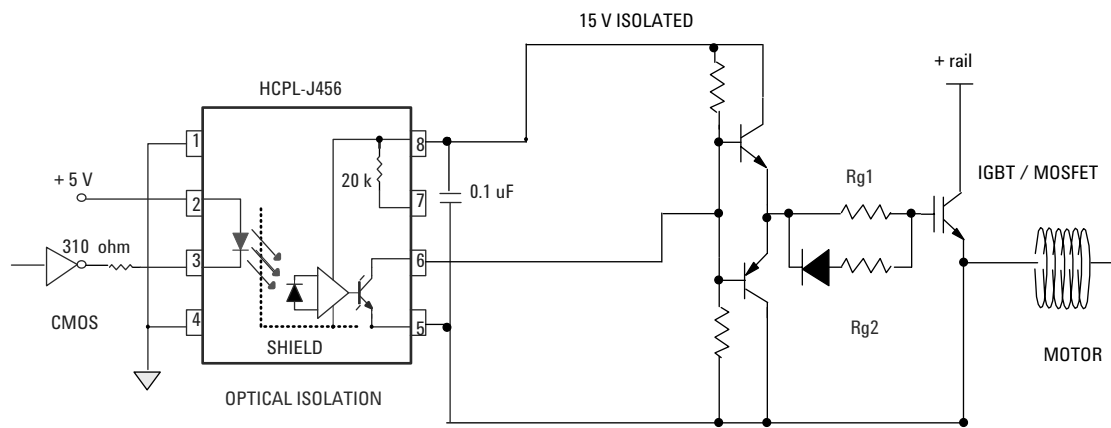 15 V ISOLATED
+ rail
HCPL-J456
1
8
20 k
0.1 uF
IGBT / MOSFET
Rg1
+ 5 V
2
7
310 ohm
3
6
CMOS
4
5
SHIELD
Rg2
MOTOR
OPTICAL ISOLATION